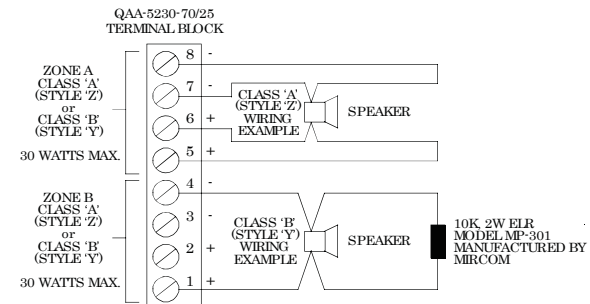 QAA-5230-70/25
TERMINAL BLOCK
ZONE A
CLASS 'A'
(STYLE 'Z')
or
CLASS 'B'
(STYLE 'Y')
30 WATTS MAX.
8 -
7 -
6 +
5 +
CLASS 'A'
(STYLE 'Z')
WIRING
EXAMPLE
SPEAKER
ZONE B
CLASS 'A'
(STYLE 'Z')
or
CLASS 'B'
(STYLE 'Y')
30 WATTS MAX.
4 -
3 -
2 +
1 +
CLASS 'B'
(STYLE 'Y')
WIRING
EXAMPLE
SPEAKER
10K, 2W ELR
MODEL MP-301
MANUFACTURED BY
MIRCOM